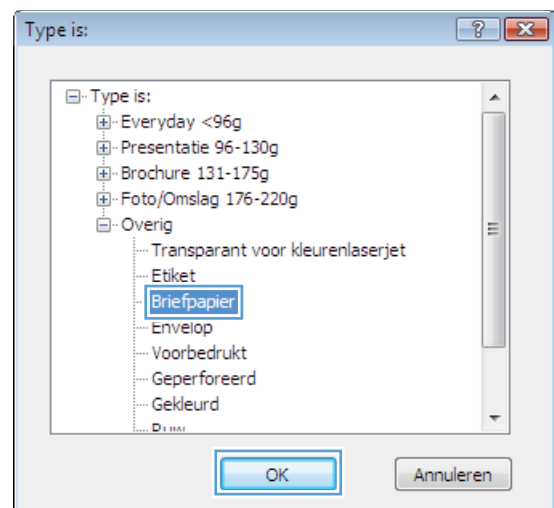 Type is:
Type is:
Everyday <96g
Presentatie 96-130g
Brochure 131-175g
Foto/Omslag 176-220g
Overig
Transparant voor kleurenlaserjet
Etiket
Briefpapier
Envelop
Voorbedrukt
Geperforeerd
Gekleurd
OK Annuleren